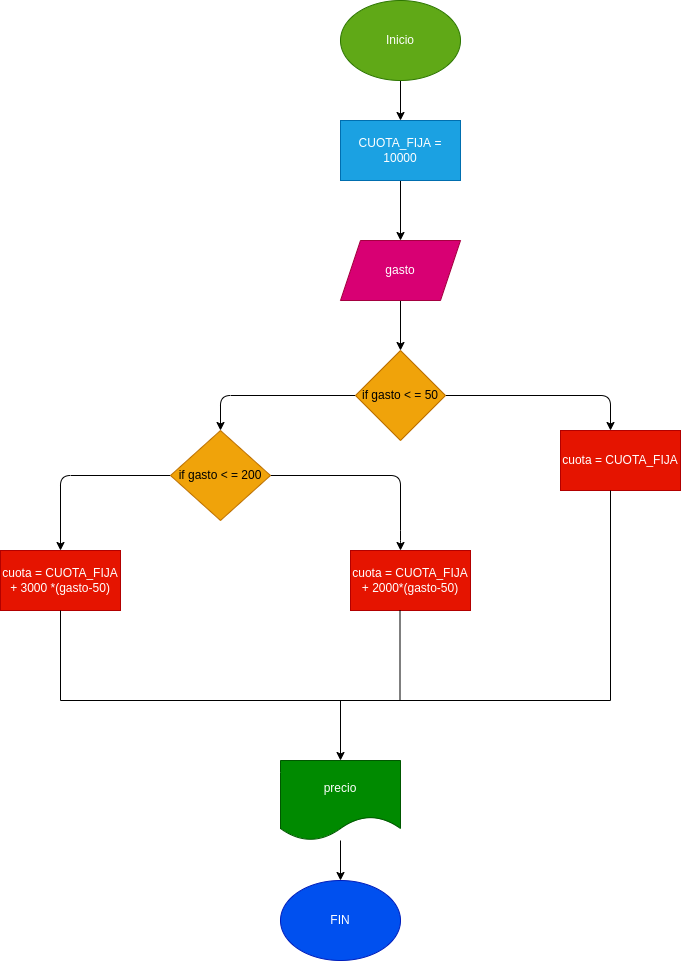 Inicio
CUOTA_FIJA =
10000
gasto
if gasto < = 50
if gasto < = 200
cuota = CUOTA_FIJA
cuota = CUOTA_FIJA
+ 3000 *(gasto-50)
cuota = CUOTA_FIJA
+ 2000*(gasto-50)
precio
FIN